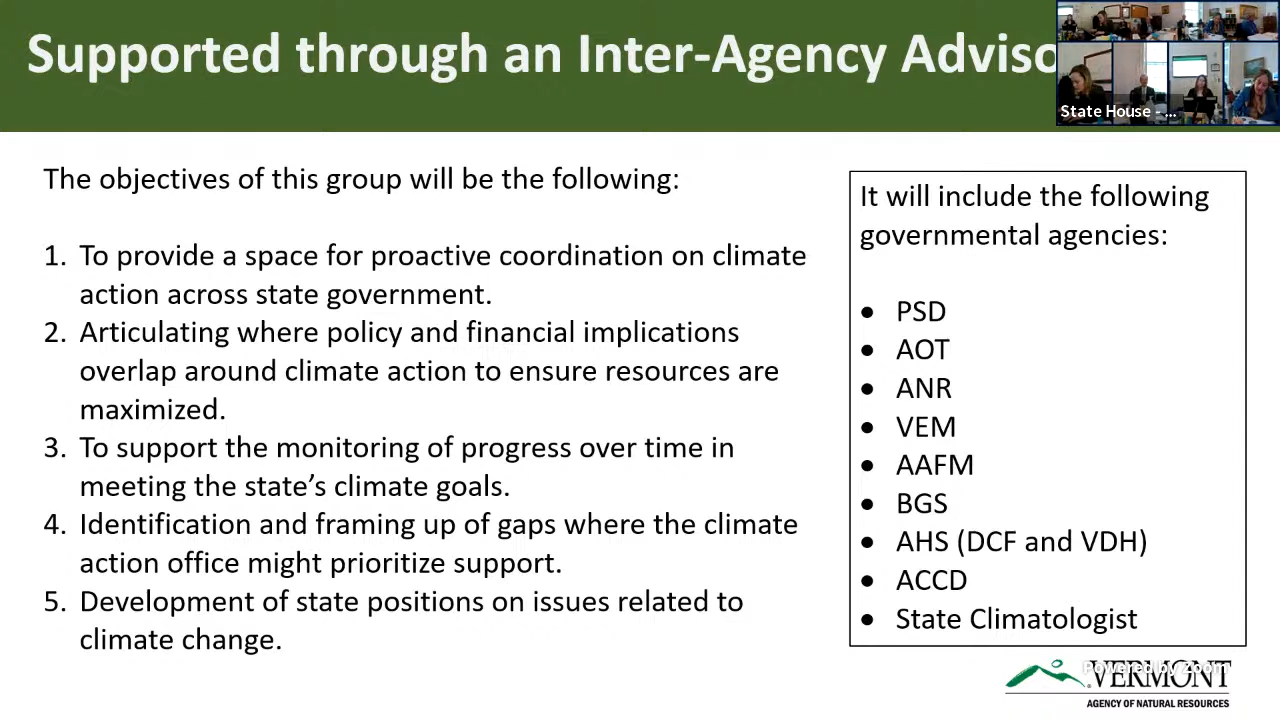 Supported through an Inter-Agency Adviso
State House - ...
The objectives of this group will be the following:
1. To provide a space for proactive coordination on climate
action across state government.
2. Articulating where policy and financial implications
overlap around climate action to ensure resources are
maximized.
3. To support the monitoring of progress over time in
meeting the state’s climate goals.
4. Identification and framing up of gaps where the climate
action office might prioritize support.
5. Development of state positions on issues related to
climate change.
It will include the following
governmental agencies:
• PSD
• AOT
• ANR
• VEM
• AAFM
• BGS
• AHS (DCF and VDH)
• ACCD
• State Climatologist
Powered by Zoom
VERMONT
AGENCY OF NATURAL RESOURCES